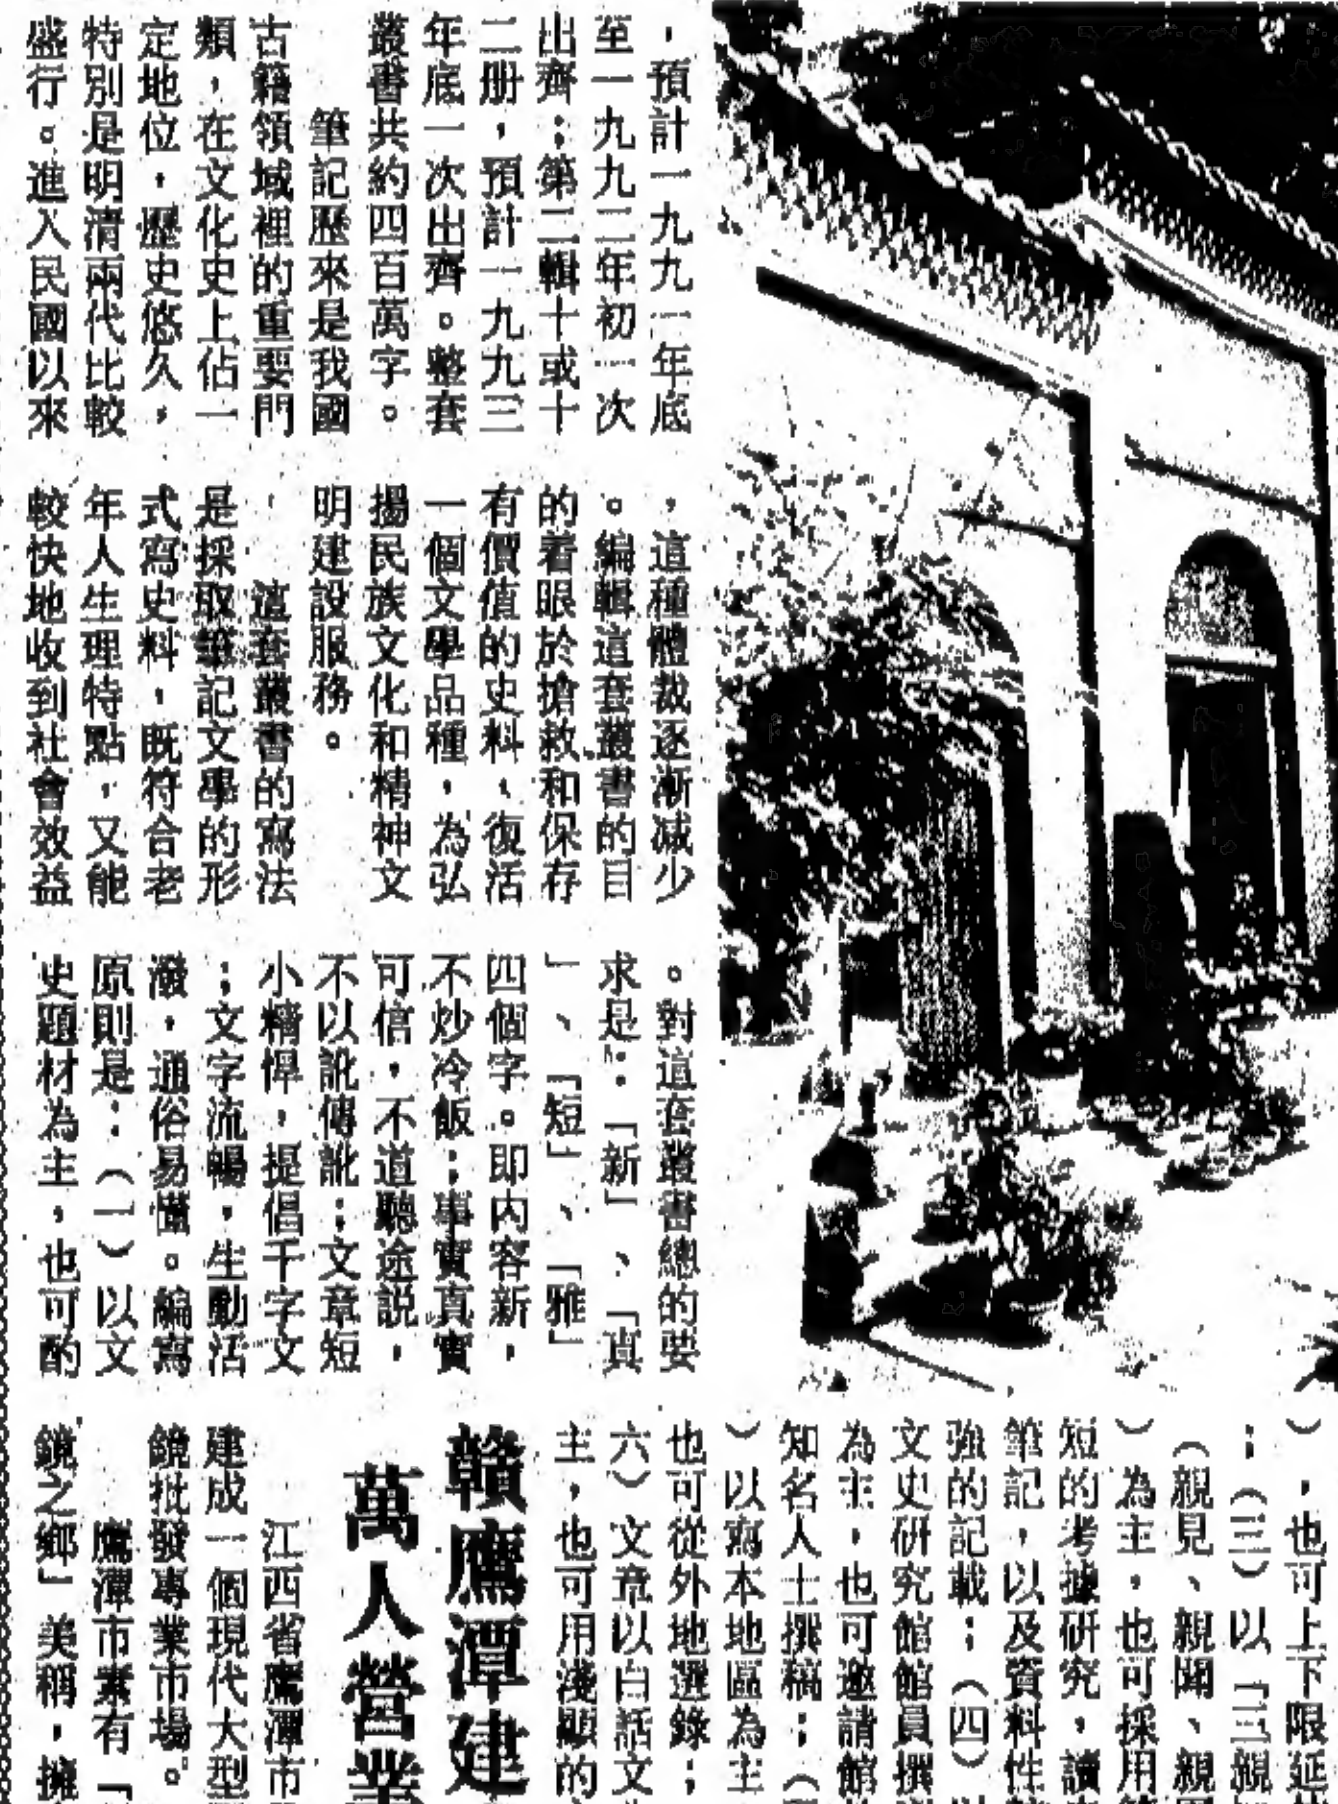 ，預計一九九一年底
至一九九二年初一次
出齊；第二輯十或十
二册，預計一九九三
年底一次出齊。整套
叢書共約四百萬字。
筆記歷來是我國
古籍領域裡的重要門
類，在文化史上佔一
定地位，歷史悠久，
特別是明清兩代比較
盛行。進入民國以來
，這種體裁逐漸減少
。編輯這套叢書的目
的着眼於搶救和保存
有價值的史料，復活
一個文學品種，為弘
揚民族文化和精神文
明建設服務。
這套叢書的寫法
是採取筆記文學的形
式寫史料，既符合老
年人生理特點，又能
較快地收到社會效益
。對這套叢書總的要
求是：「新」、「真
」、「短」、「雅」
四個字。即内容新，
不炒冷飯；事實真實
可信，不道聽途説，
不以訛傳訛；文章短
小精悍，提倡千字文
；文字流暢，生動活
潑，通俗易懂。編寫
原則是：（一）以文
史題材為主，也可酌
），也可上下限延
；（三）以「三親
（親見、親聞、親
）為主，也可採用
短的考據研究，讀
筆記，以及資料性
強的記載；（四）
文史研究館館員撰
為主，也可邀請館
知名人士撰稿；（
）以寫本地區為主
也可從外地選錄；
六）文章以白話文
主，也可用淺顯的
贛鷹潭建
萬人營業
江西省鷹潭市
建成一個現代大型
鏡批發專業市場。
鷹潭市素有「
鏡之鄉」美稱，擁